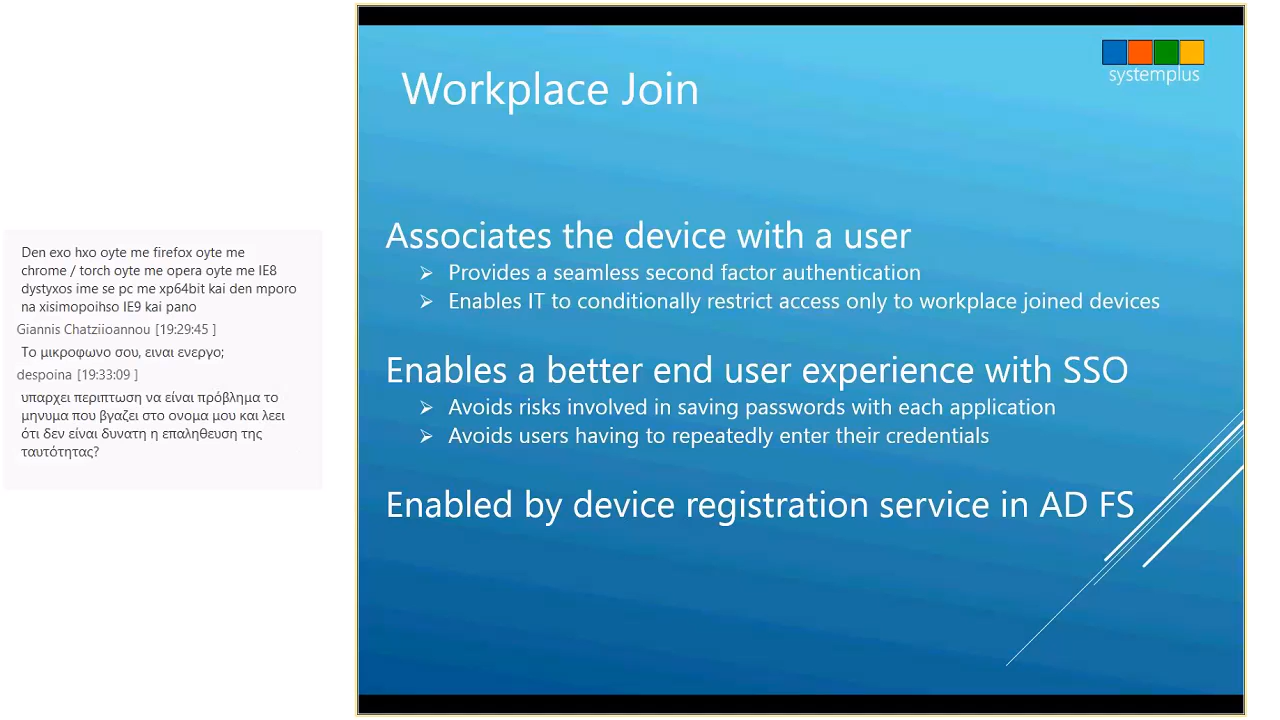 Den exo hxo oyte me firefox oyte me
chrome / torch oyte me opera oyte me IE8
dystyxos ime se pc me xp64bit kai den mporo
na xisimopoihso IE9 kai pano
Giannis Chatziioannou [19:29:45 ]
Το μικροφωνο σου, ειναι ενεργο;
despoina [19:33:09 ]
υπαρχει περιπτωση να είναι πρόβλημα το
μηνυμα που βγαζει στο ονομα μου και λεει
ότι δεν είναι δυνατη η επαληθευση της
ταυτότητας?
systemplus
Workplace Join
Associates the device with a user
Provides a seamless second factor authentication
Enables IT to conditionally restrict access only to workplace joined devices
Enables a better end user experience with SSO
Avoids risks involved in saving passwords with each application
Avoids users having to repeatedly enter their credentials
Enabled by device registration service in AD FS